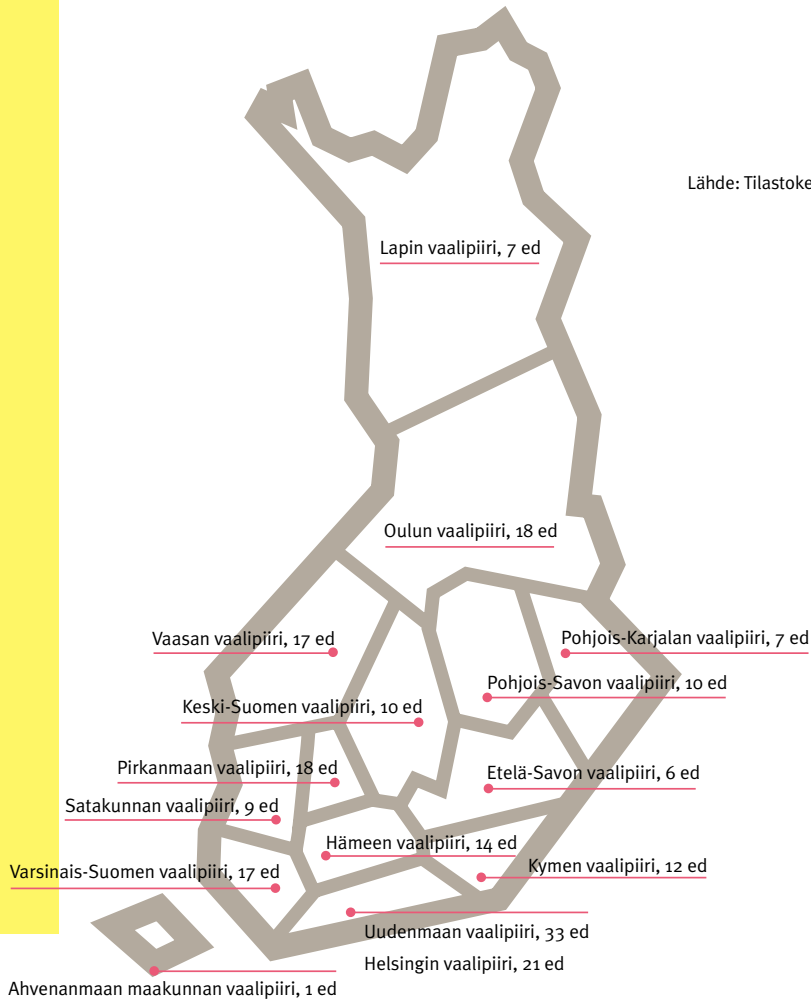 Lähde: Tilastoke
Lapin vaalipiiri, 7 ed
Oulun vaalipiiri, 18 ed
Vaasan vaalipiiri, 17 ed
Pohjois-Karjalan vaalipiiri, 7 ed
Pohjois-Savon vaalipiiri, 10 ed
Keski-Suomen vaalipiiri, 10 ed
Pirkanmaan vaalipiiri, 18 ed
Etelä-Savon vaalipiiri, 6 ed
Satakunnan vaalipiiri, 9 ed
Hämeen vaalipiiri, 14 ed
Kymen vaalipiiri, 12 ed
Varsinais-Suomen vaalipiiri, 17 ed
Uudenmaan vaalipiiri, 33 ed
Helsingin vaalipiiri, 21 ed
Ahvenanmaan maakunnan vaalipiiri, 1 ed